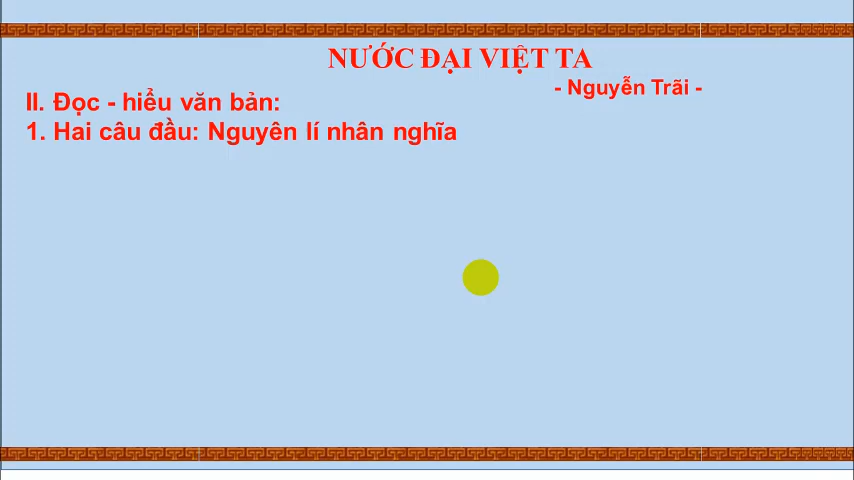 NƯỚC ĐẠI VIỆT TA
- Nguyễn Trãi -
II. Đọc - hiểu văn bản:
1. Hai câu đầu: Nguyên lí nhân nghĩa